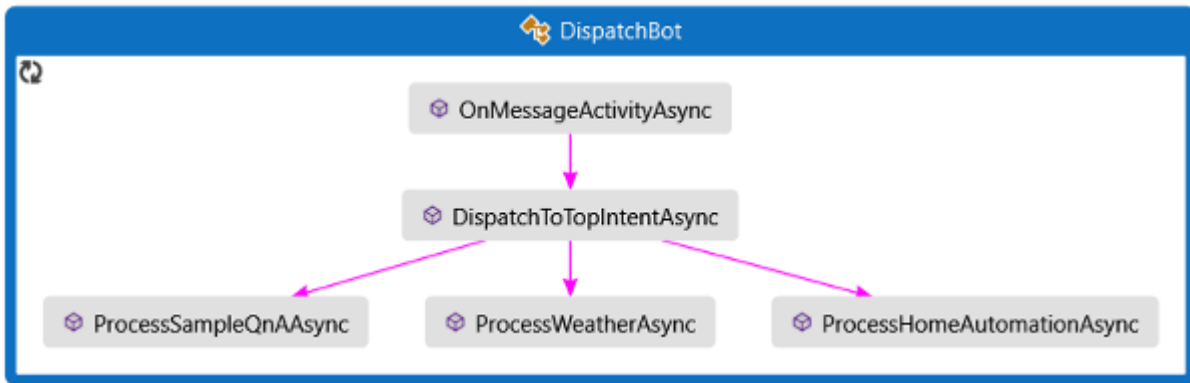 DispatchBot
OnMessageActivityAsync
DispatchToTopIntentAsync
ProcessSampleQnAAsync
ProcessWeatherAsync
ProcessHomeAutomationAsync